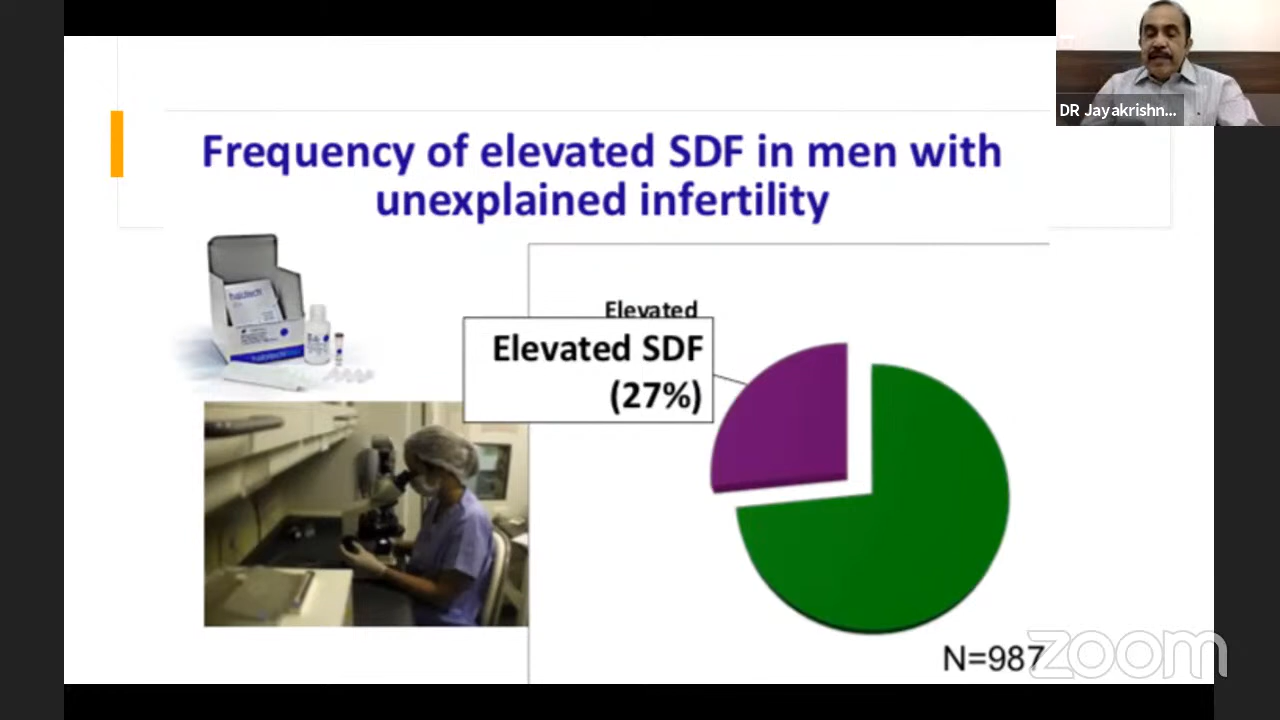 DR Jayakrishn...
Frequency of elevated SDF in men with
unexplained infertility
Elevated
Elevated SDF
(27%)
N=987
zoom